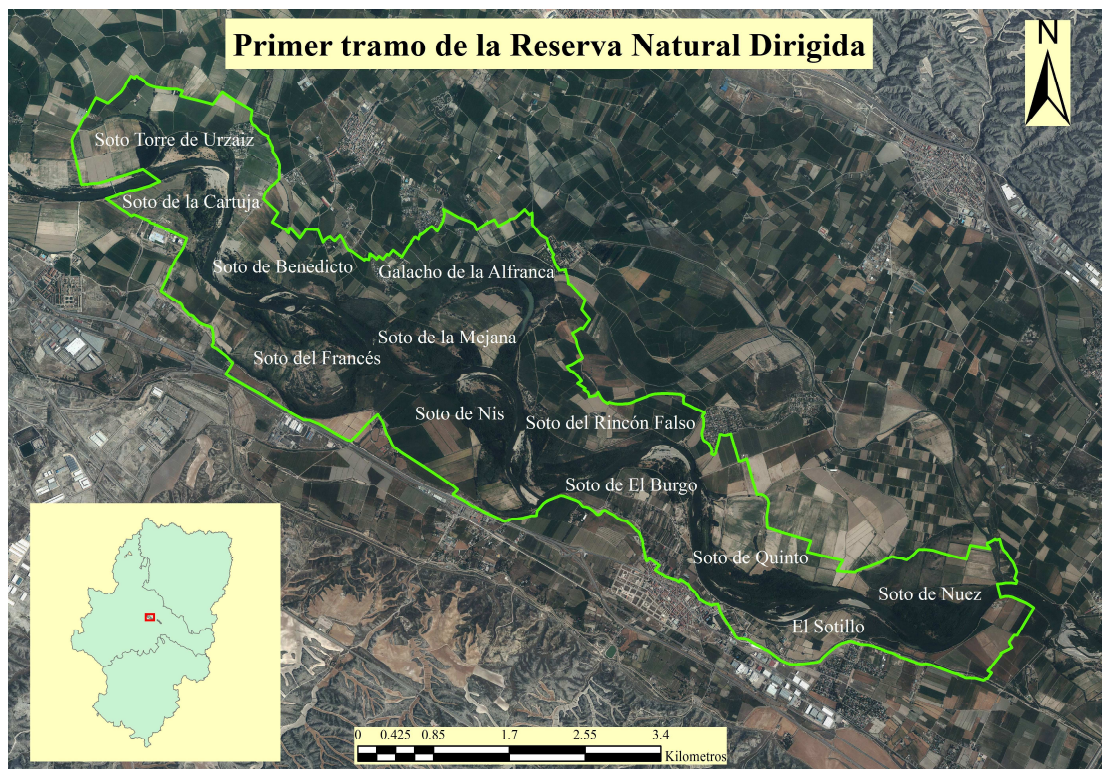 Primer tramo de la Reserva Natural Dirigida
N
Soto Torre de Urzaiz
Soto de la Cartuja
Soto de Benedicto
Galacho de la Alfranca
Soto de la Mejana
Soto del Francés
Soto de Nis
Soto del Rincón Falso
Soto de El Burgo
Soto de Quinto
Soto de Nuez
El Sotillo
0 0.425 0.85 1.7 2.55 3.4
Kilometros